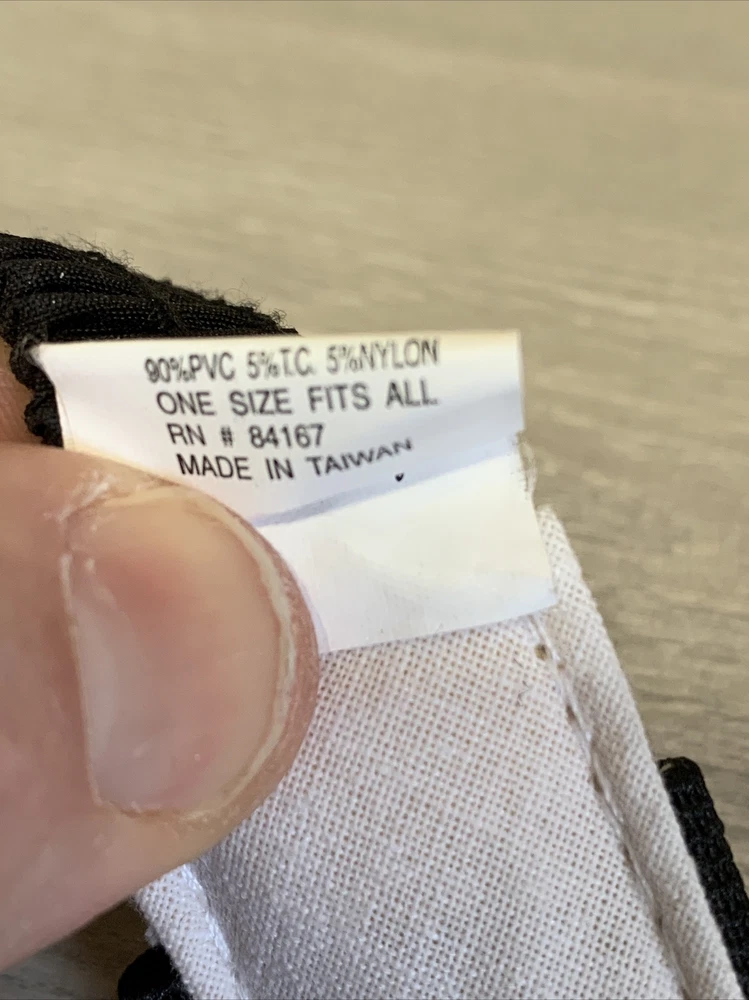 90%PVC 5%T.C. 5%NYLON
ONE SIZE FITS ALL
RN # 84167
MADE IN TAIWAN